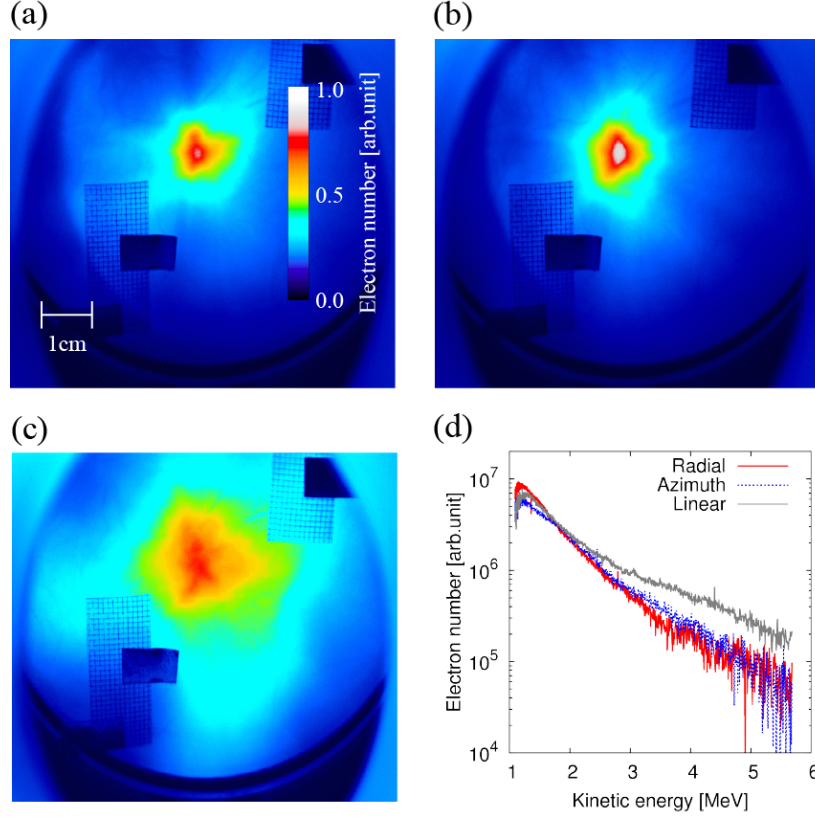 (a)
(b)
1.0
0.5
0.0
Electron number [arb.unit]
1cm
(c)
(d)
Radial
Azimuth
Linear
10^7
10^6
10^5
10^4
Electron number [arb.unit]
1 2 3 4 5 6
Kinetic energy [MeV]